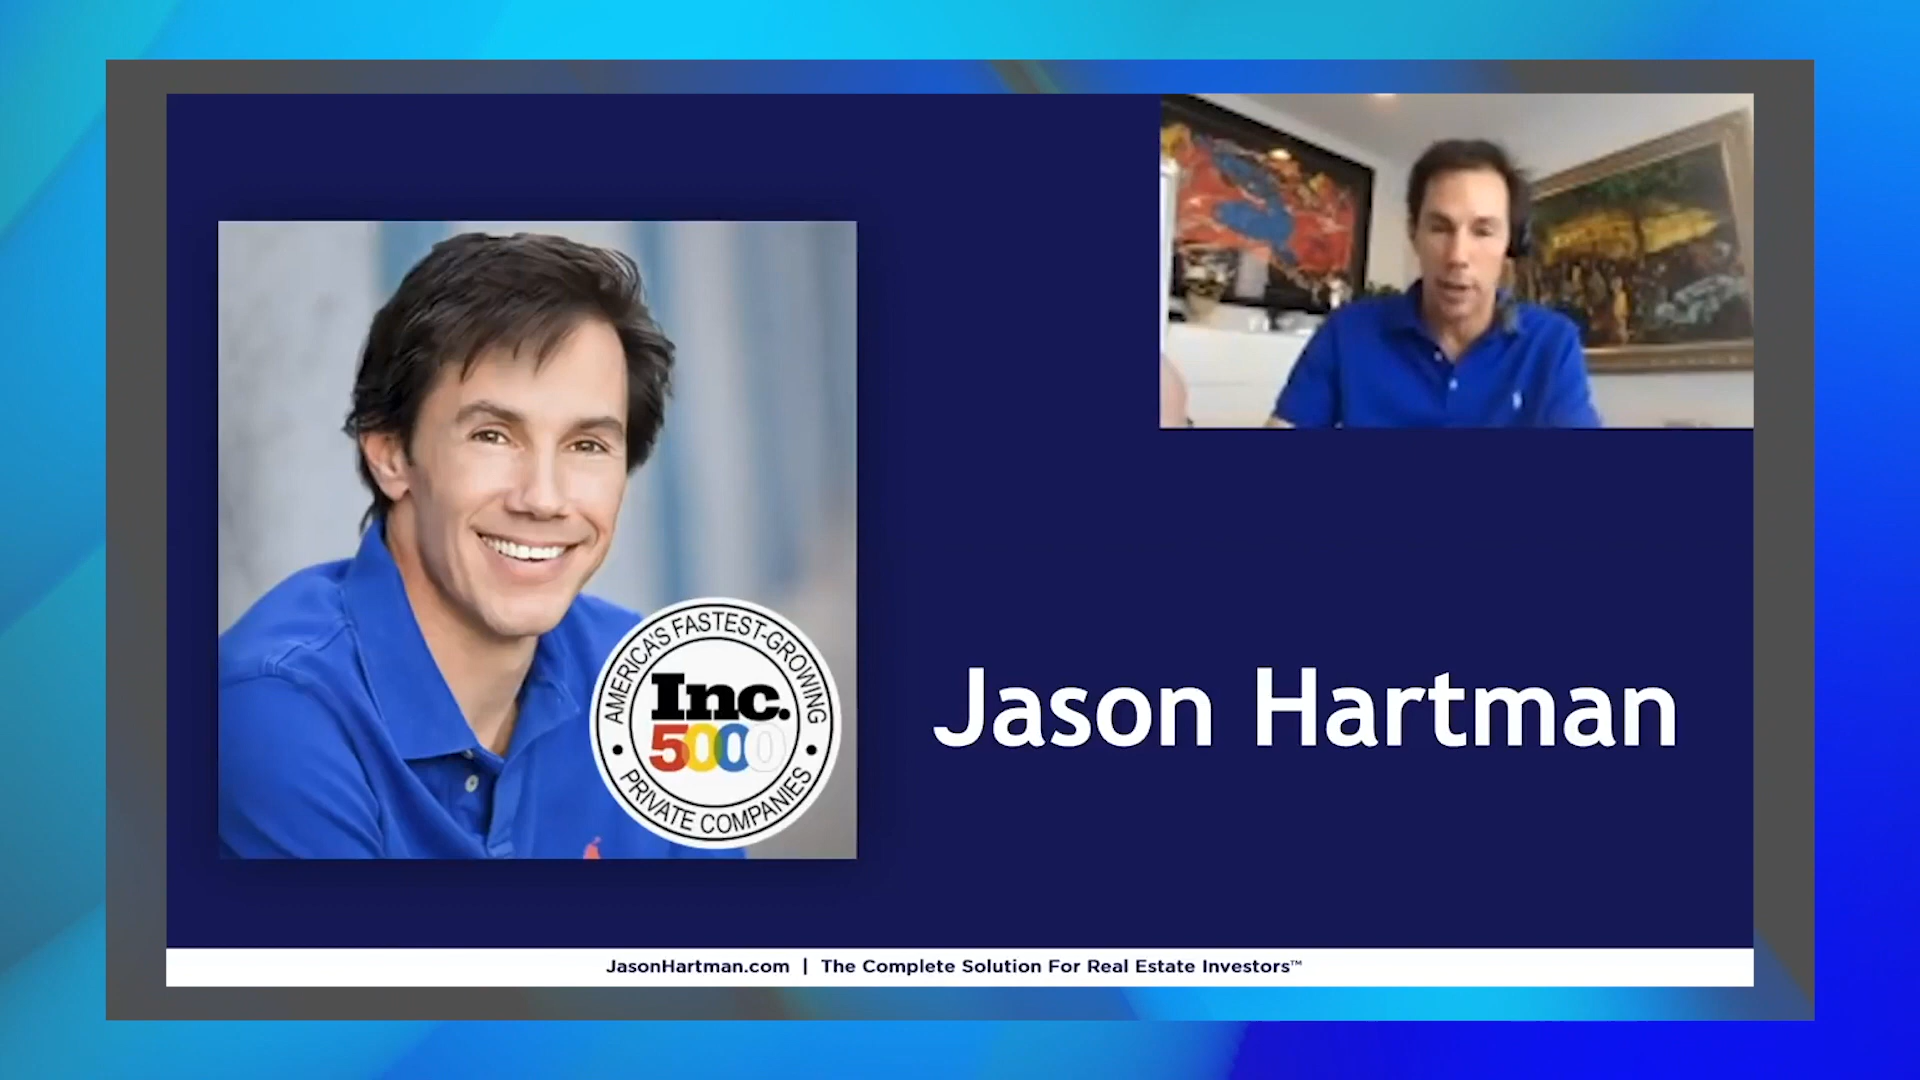 AMERICA'S FASTEST-GROWING
Inc.
5000
PRIVATE COMPANIES
Jason Hartman
JasonHartman.com | The Complete Solution For Real Estate Investors™